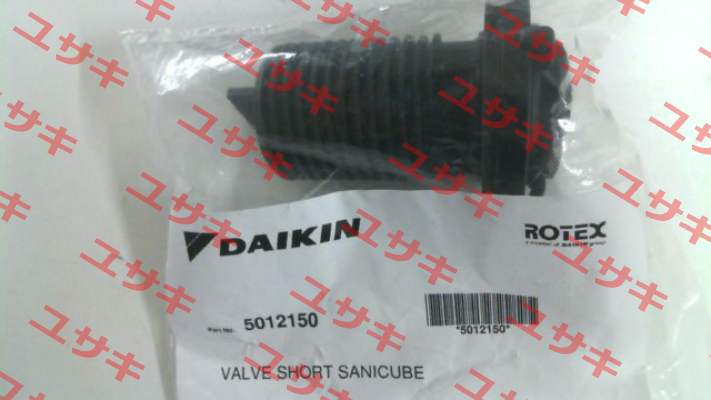 DAIKIN
ROTEX
a member of DAIKIN group
Part No. 5012150
*5012150*
VALVE SHORT SANICUBE
ユサキ